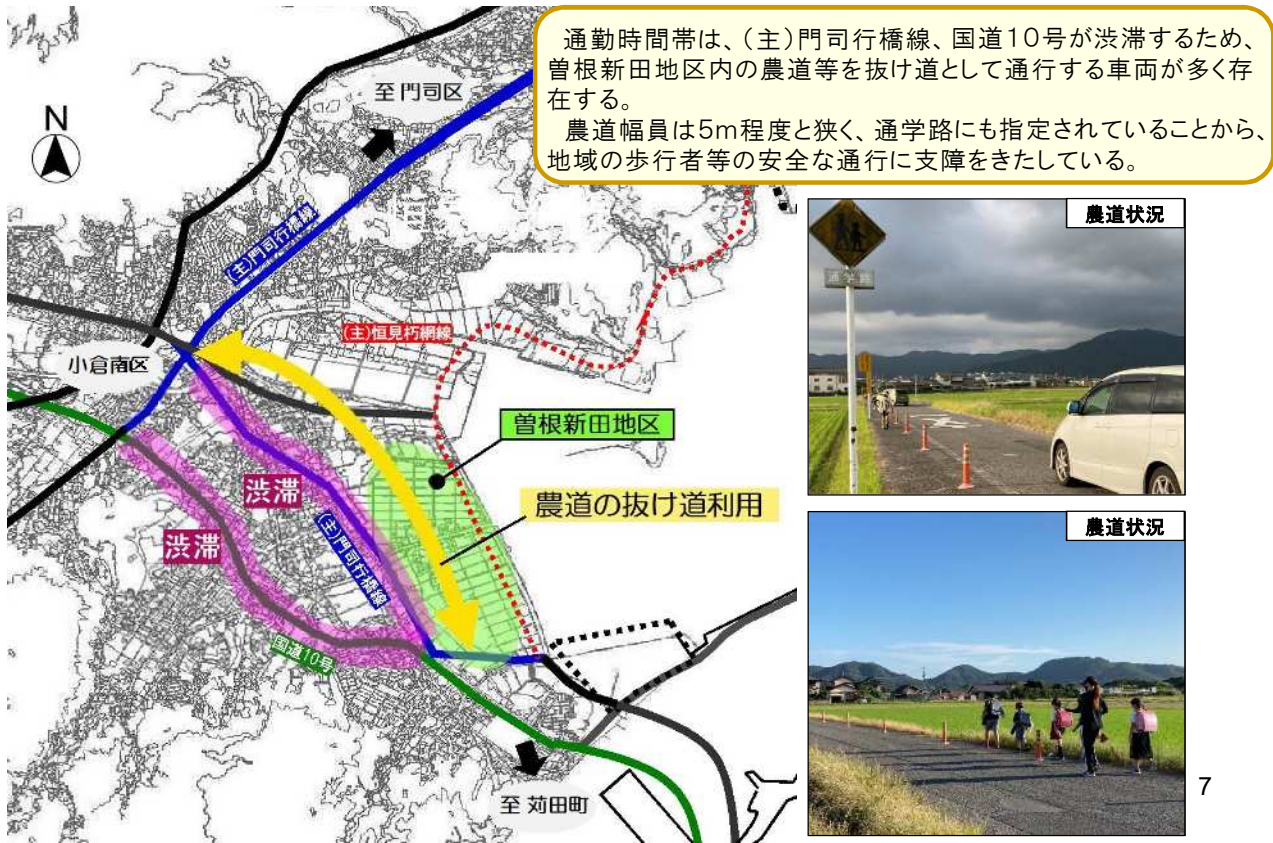 通勤時間帯は、(主)門司行橋線、国道10号が渋滞するため、
曽根新田地区内の農道等を抜け道として通行する車両が多く存
在する。
農道幅員は5m程度と狭く、通学路にも指定されていることから、
地域の歩行者等の安全な通行に支障をきたしている。
至 門司区
N
(主)門司行橋線
(主)恒見朽網線
小倉南区
曽根新田地区
渋滞
農道の抜け道利用
渋滞
(主)門司行橋線
国道10号
至 苅田町
農道状況
通学路
農道状況
7